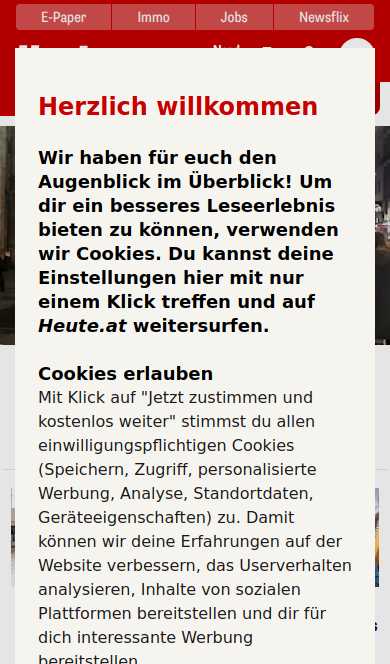 E-Paper Immo Jobs Newsflix
Herzlich willkommen
Wir haben für euch den
Augenblick im Überblick! Um
dir ein besseres Leseerlebnis
bieten zu können, verwenden
wir Cookies. Du kannst deine
Einstellungen hier mit nur
einem Klick treffen und auf
Heute.at weitersurfen.
Cookies erlauben
Mit Klick auf "Jetzt zustimmen und
kostenlos weiter" stimmst du allen
einwilligungspflichtigen Cookies
(Speichern, Zugriff, personalisierte
Werbung, Analyse, Standortdaten,
Geräteeigenschaften) zu. Damit
können wir deine Erfahrungen auf der
Website verbessern, das Userverhalten
analysieren, Inhalte von sozialen
Plattformen bereitstellen und dir für
dich interessante Werbung
bereitstellen